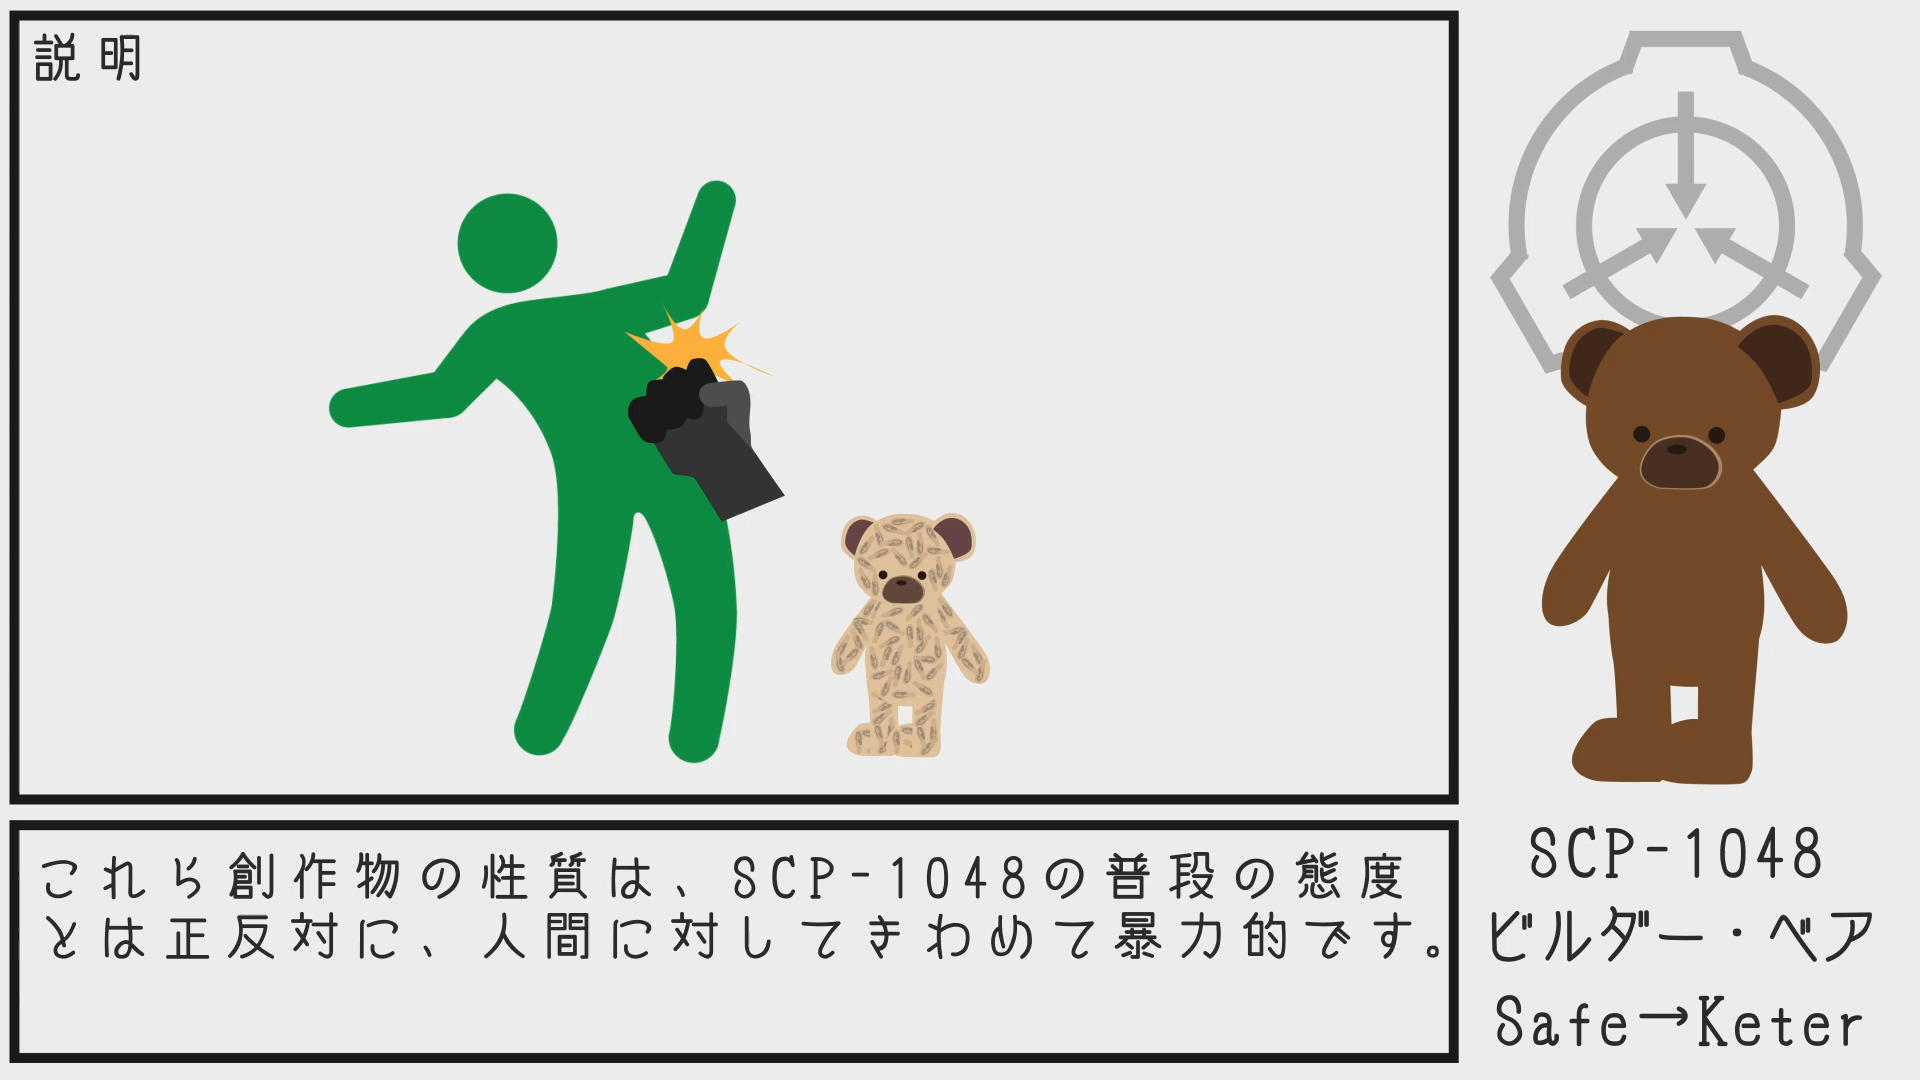 説明
これら創作物の性質は、SCP-1048の普段の態度
とは正反対に、人間に対してきわめて暴力的です。
SCP-1048
ビルダー・ベア
Safe→Keter